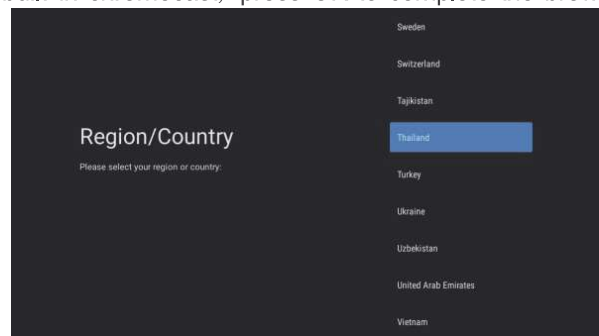 Sweden
Switzerland
Tajikistan
Region/Country
Thailand
Please select your region or country:
Turkey
Ukraine
Uzbekistan
United Arab Emirates
Vietnam